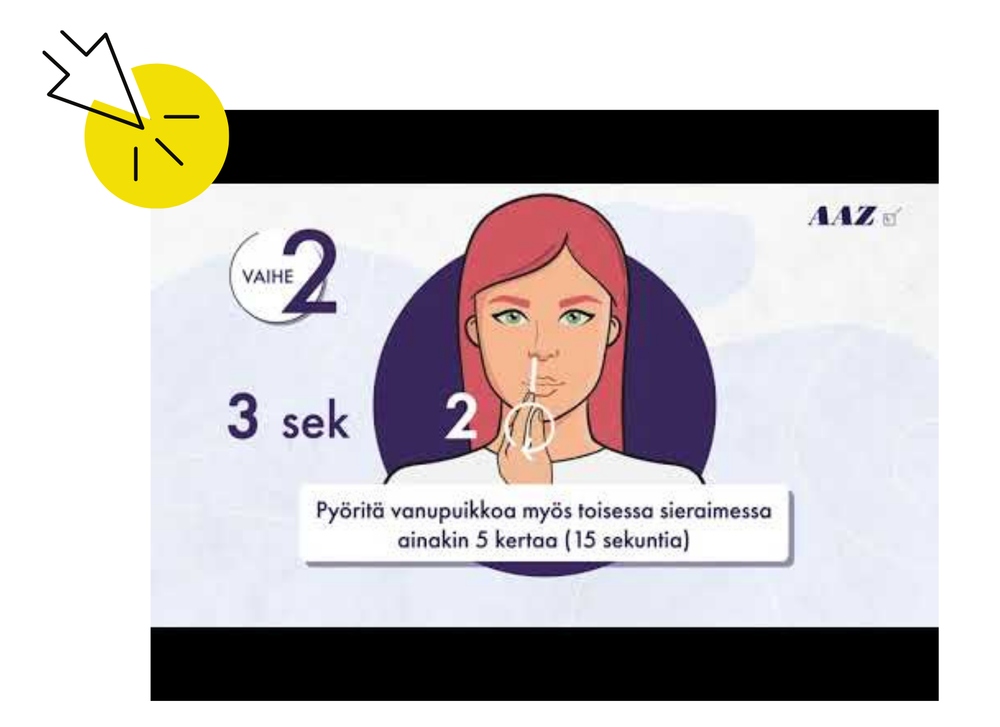 AAZ
VAIHE 2
3 sek
2
Pyöritä vanupuikkoa myös toisessa sieraimessa
ainakin 5 kertaa (15 sekuntia)